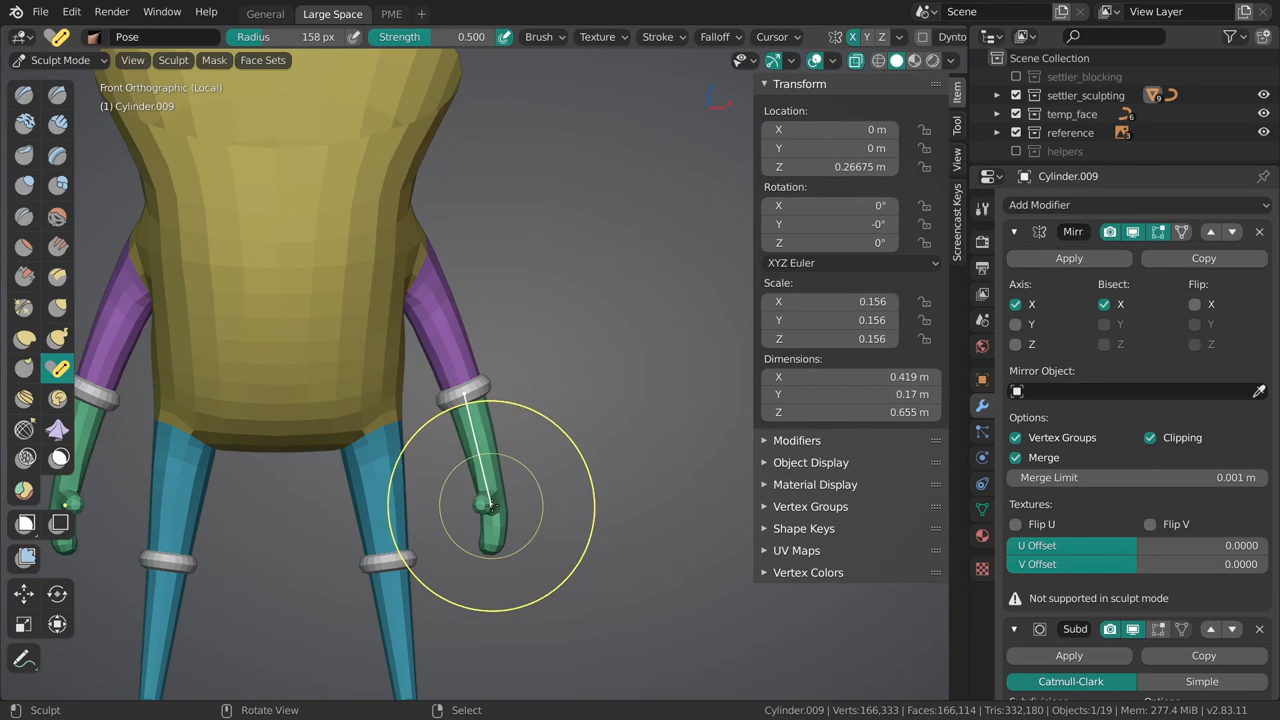 File Edit Render Window Help
General Large Space PME
Scene View Layer
Pose Radius 158 px Strength 0.500 Brush Texture Stroke Falloff Cursor X Y Z Dynto
Sculpt Mode View Sculpt Mask Face Sets
Front Orthographic (Local)
(1) Cylinder.009
Transform
Location:
X 0 m
Y 0 m
Z 0.26675 m
Rotation:
X 0°
Y -0°
Z 0°
XYZ Euler
Scale:
X 0.156
Y 0.156
Z 0.156
Dimensions:
X 0.419 m
Y 0.17 m
Z 0.655 m
Modifiers
Object Display
Material Display
Vertex Groups
Shape Keys
UV Maps
Vertex Colors
Item
Tool
View
Screencast Keys
Scene Collection
settler_blocking
settler_sculpting 9
temp_face 6
reference 3
helpers
Cylinder.009
Add Modifier
Mirr
Apply Copy
Axis: Bisect: Flip:
X X X
Y Y Y
Z Z Z
Mirror Object:
Options:
Vertex Groups Clipping
Merge
Merge Limit 0.001 m
Textures:
Flip U Flip V
U Offset 0.0000
V Offset 0.0000
Not supported in sculpt mode
Subd
Apply Copy
Catmull-Clark Simple
Sculpt Rotate View Select
Collection | Cylinder.009 | Verts:166,333 | Faces:166,114 | Tris:332,180 | Objects:1/19 | Mem: 277.4 MiB | v2.83.11